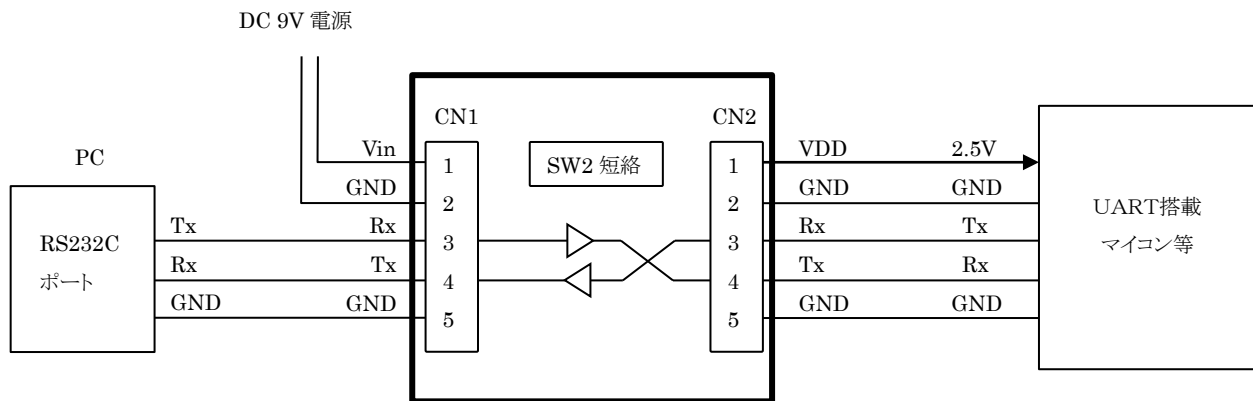 DC 9V 電源
CN1
CN2
PC
Vin
1
SW2 短絡
1
VDD
2.5V
GND
2
2
GND
GND
UART搭載
マイコン等
RS232C
ポート
Tx
Rx
3
3
Rx
Tx
Rx
Tx
4
4
Tx
Rx
GND
GND
5
5
GND
GND